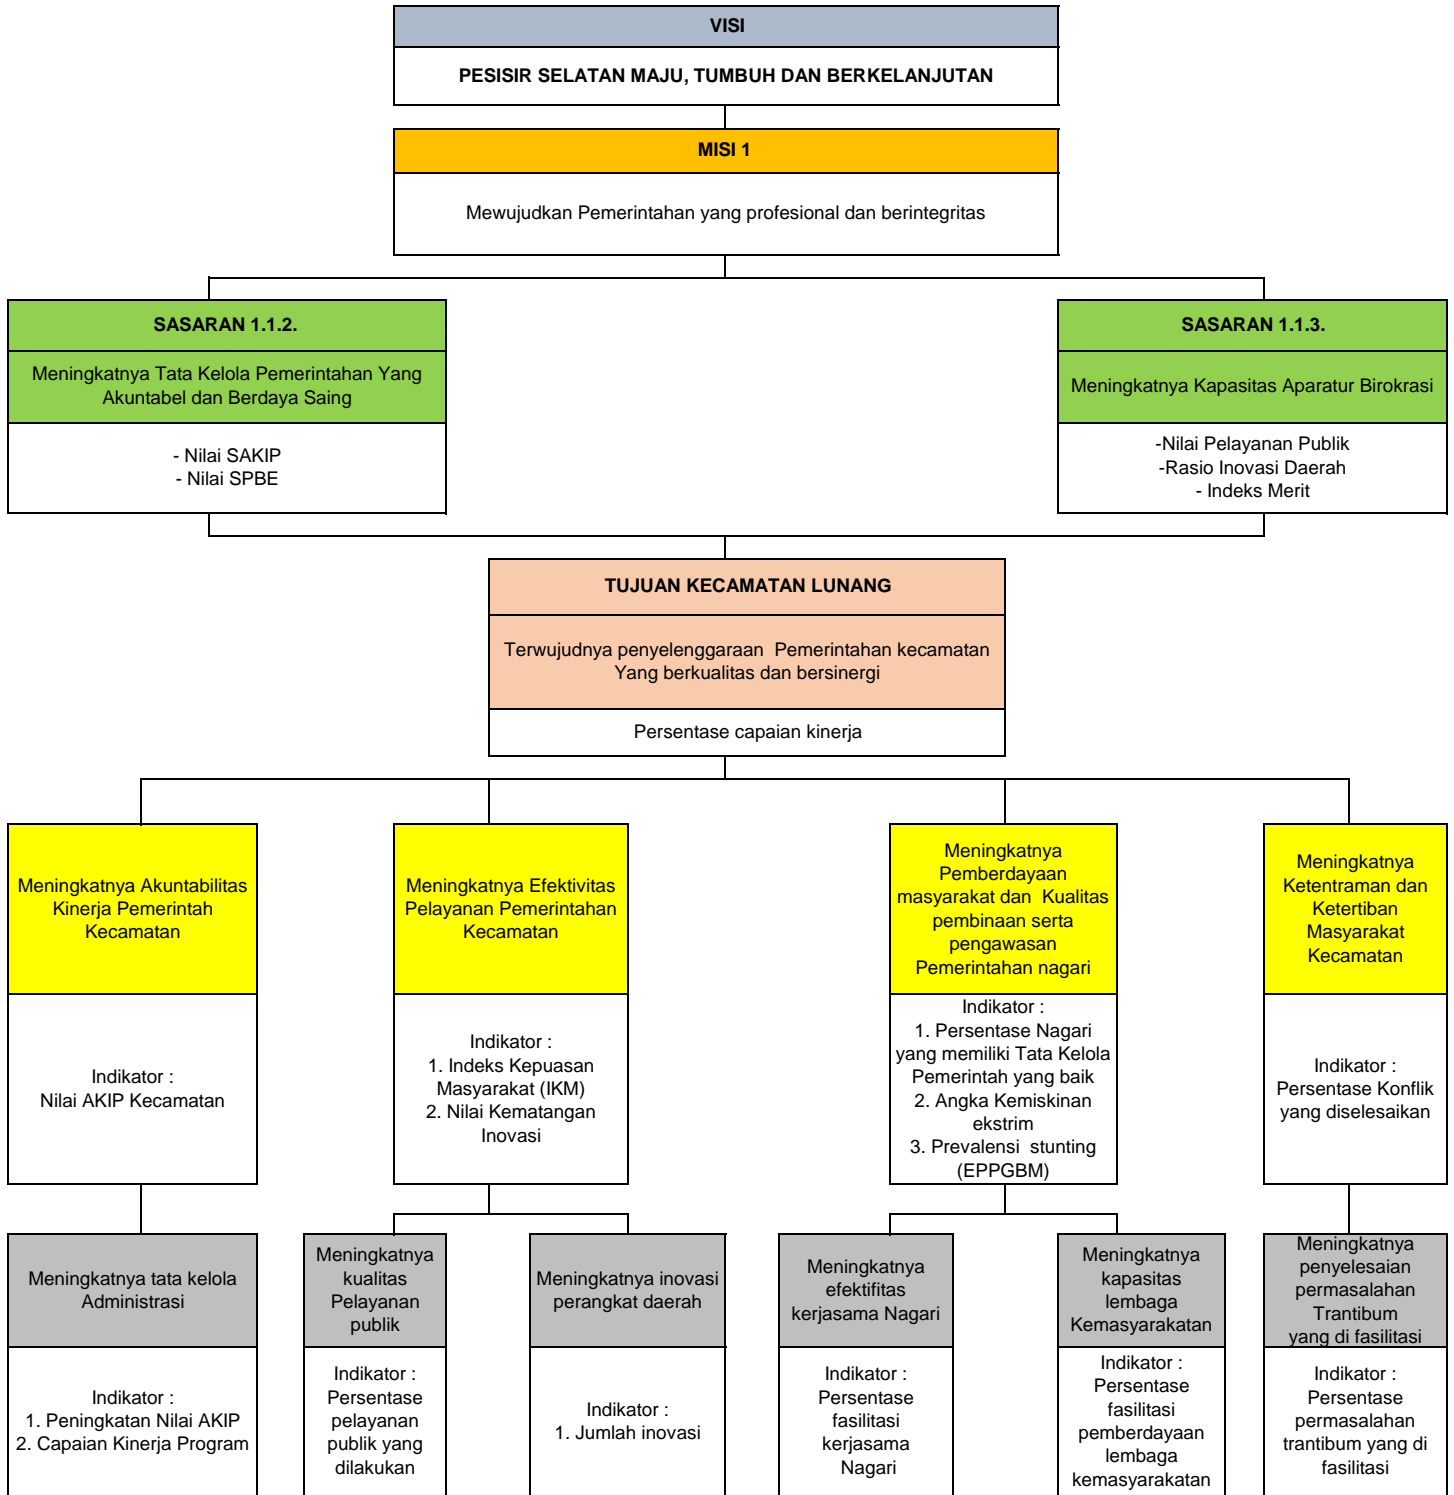 VISI
PESISIR SELATAN MAJU, TUMBUH DAN BERKELANJUTAN
MISI 1
Mewujudkan Pemerintahan yang profesional dan berintegritas
SASARAN 1.1.2.
Meningkatnya Tata Kelola Pemerintahan Yang
Akuntabel dan Berdaya Saing
- Nilai SAKIP
- Nilai SPBE
SASARAN 1.1.3.
Meningkatnya Kapasitas Aparatur Birokrasi
-Nilai Pelayanan Publik
-Rasio Inovasi Daerah
- Indeks Merit
TUJUAN KECAMATAN LUNANG
Terwujudnya penyelenggaraan  Pemerintahan kecamatan
Yang berkualitas dan bersinergi
Persentase capaian kinerja
Meningkatnya Akuntabilitas
Kinerja Pemerintah
Kecamatan
Indikator :
Nilai AKIP Kecamatan
Meningkatnya Efektivitas
Pelayanan Pemerintahan
Kecamatan
Indikator :
1. Indeks Kepuasan
Masyarakat (IKM)
2. Nilai Kematangan
Inovasi
Meningkatnya
Pemberdayaan
masyarakat dan  Kualitas
pembinaan serta
pengawasan
Pemerintahan nagari
Indikator :
1. Persentase Nagari
yang memiliki Tata Kelola
Pemerintah yang baik
2. Angka Kemiskinan
ekstrim
3. Prevalensi  stunting
(EPPGBM)
Meningkatnya
Ketentraman dan
Ketertiban
Masyarakat
Kecamatan
Indikator :
Persentase Konflik
yang diselesaikan
Meningkatnya tata kelola
Administrasi
Indikator :
1. Peningkatan Nilai AKIP
2. Capaian Kinerja Program
Meningkatnya
kualitas
Pelayanan
publik
Indikator :
Persentase
pelayanan
publik yang
dilakukan
Meningkatnya inovasi
perangkat daerah
Indikator :
1. Jumlah inovasi
Meningkatnya
efektifitas
kerjasama Nagari
Indikator :
Persentase
fasilitasi
kerjasama
Nagari
Meningkatnya
kapasitas
lembaga
Kemasyarakatan
Indikator :
Persentase
fasilitasi
pemberdayaan
lembaga
kemasyarakatan
Meningkatnya
penyelesaian
permasalahan
Trantibum
yang di fasilitasi
Indikator :
Persentase
permasalahan
trantibum yang di
fasilitasi